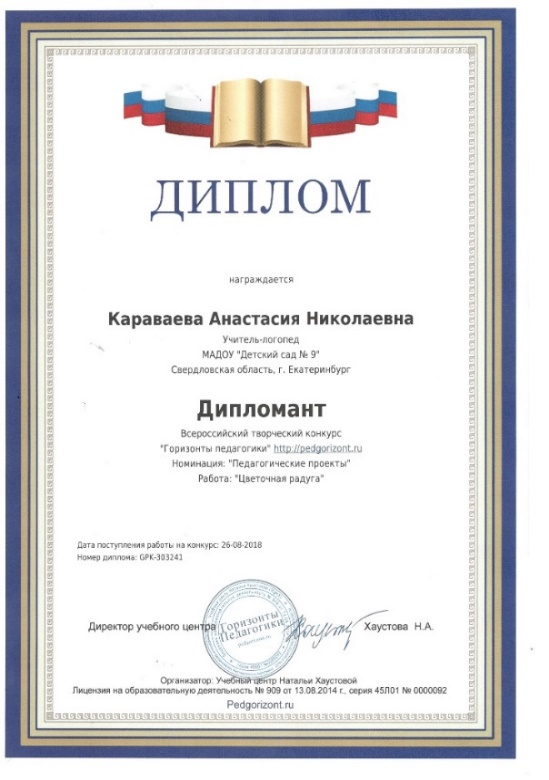 ДИПЛОМ
награждается
Караваева Анастасия Николаевна
Учитель-логопед
МАДОУ "Детский сад № 9"
Свердловская область, г. Екатеринбург
Дипломант
Всероссийский творческий конкурс
"Горизонты педагогики" http://pedgorizont.ru
Номинация: "Педагогические проекты"
Работа: "Цветочная радуга"
Дата поступления работы на конкурс: 26-08-2018
Номер диплома: GPK-303241
Горизонты
Педагогики
Директор учебного центра Хаустова Н.А.
Организатор: Учебный центр Натальи Хаустовой
Лицензия на образовательную деятельность № 909 от 13.08.2014 г., серия 45Л01 № 0000092
Pedgorizont.ru